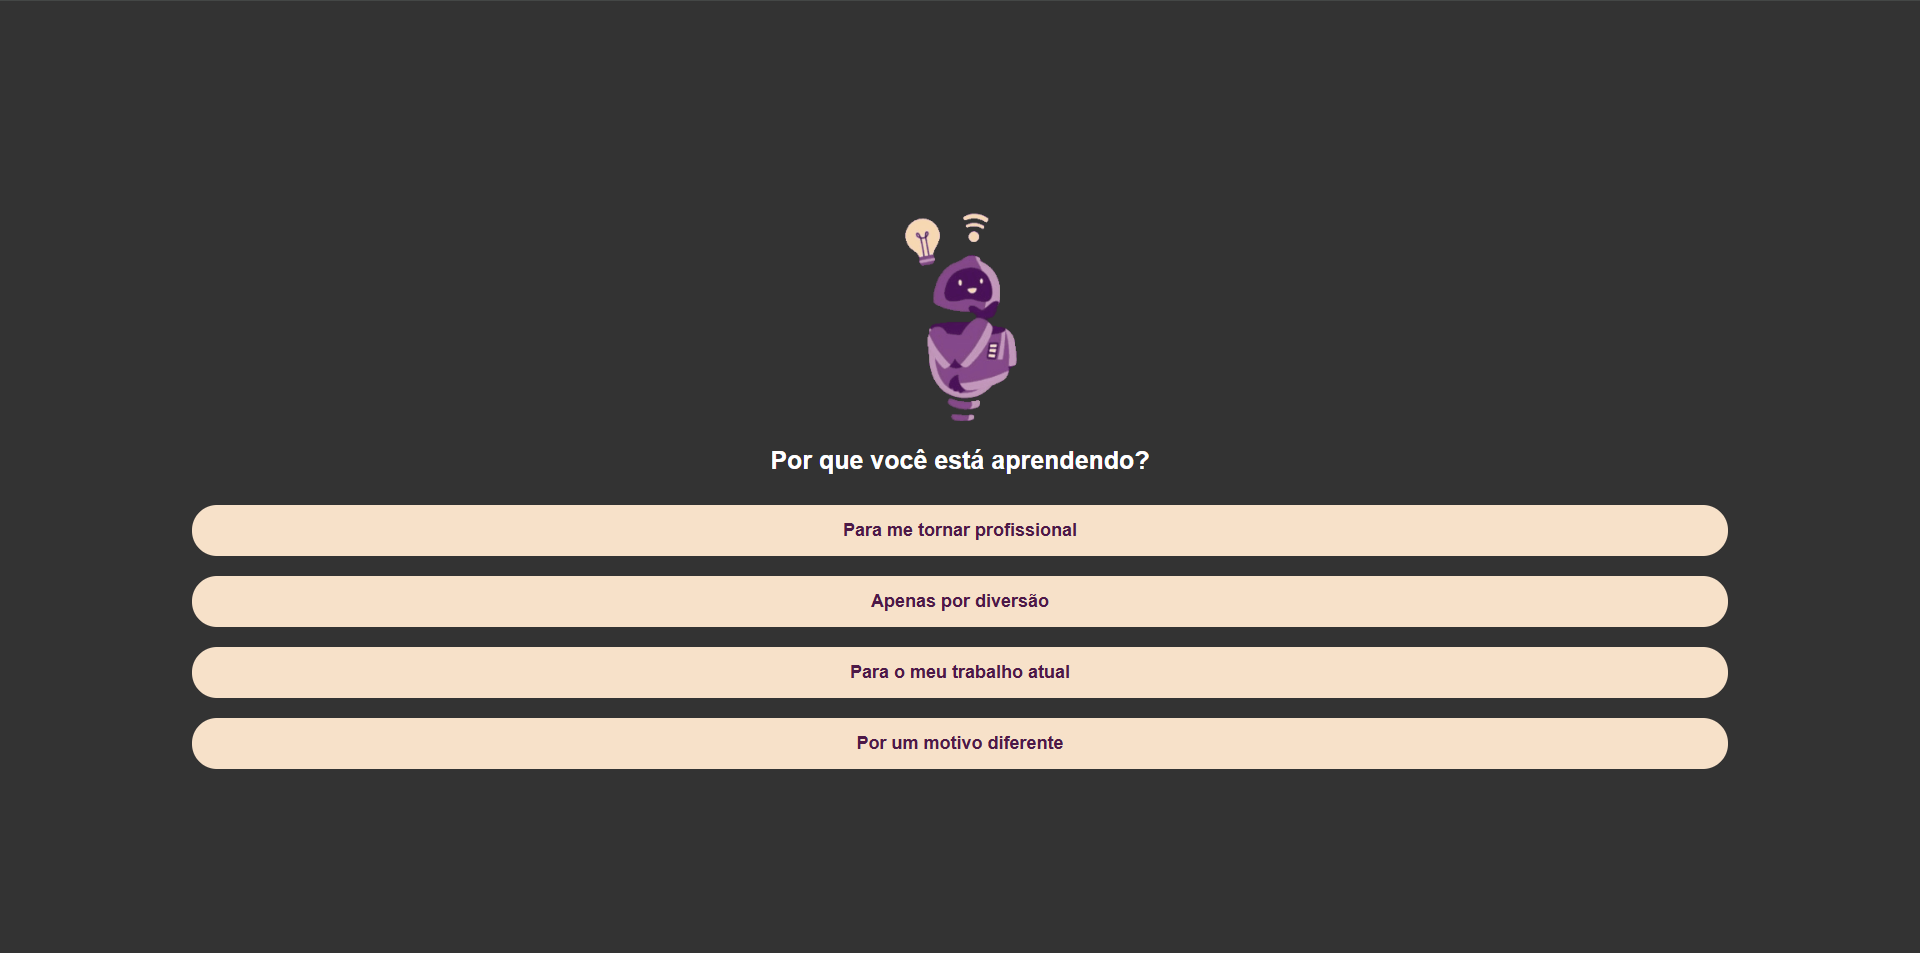 Por que você está aprendendo?
Para me tornar profissional
Apenas por diversão
Para o meu trabalho atual
Por um motivo diferente